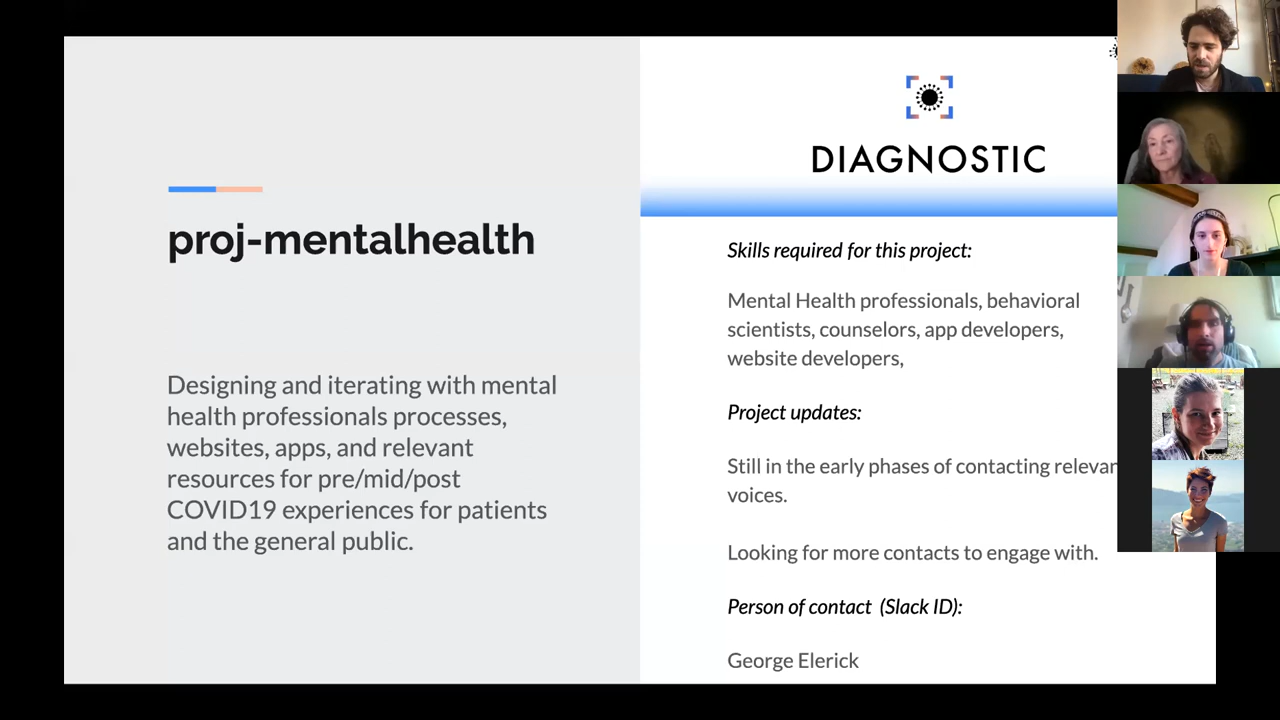 proj-mentalhealth
Designing and iterating with mental
health professionals processes,
websites, apps, and relevant
resources for pre/mid/post
COVID19 experiences for patients
and the general public.
DIAGNOSTIC
Skills required for this project:
Mental Health professionals, behavioral
scientists, counselors, app developers,
website developers,
Project updates:
Still in the early phases of contacting relevan
voices.
Looking for more contacts to engage with.
Person of contact (Slack ID):
George Elerick